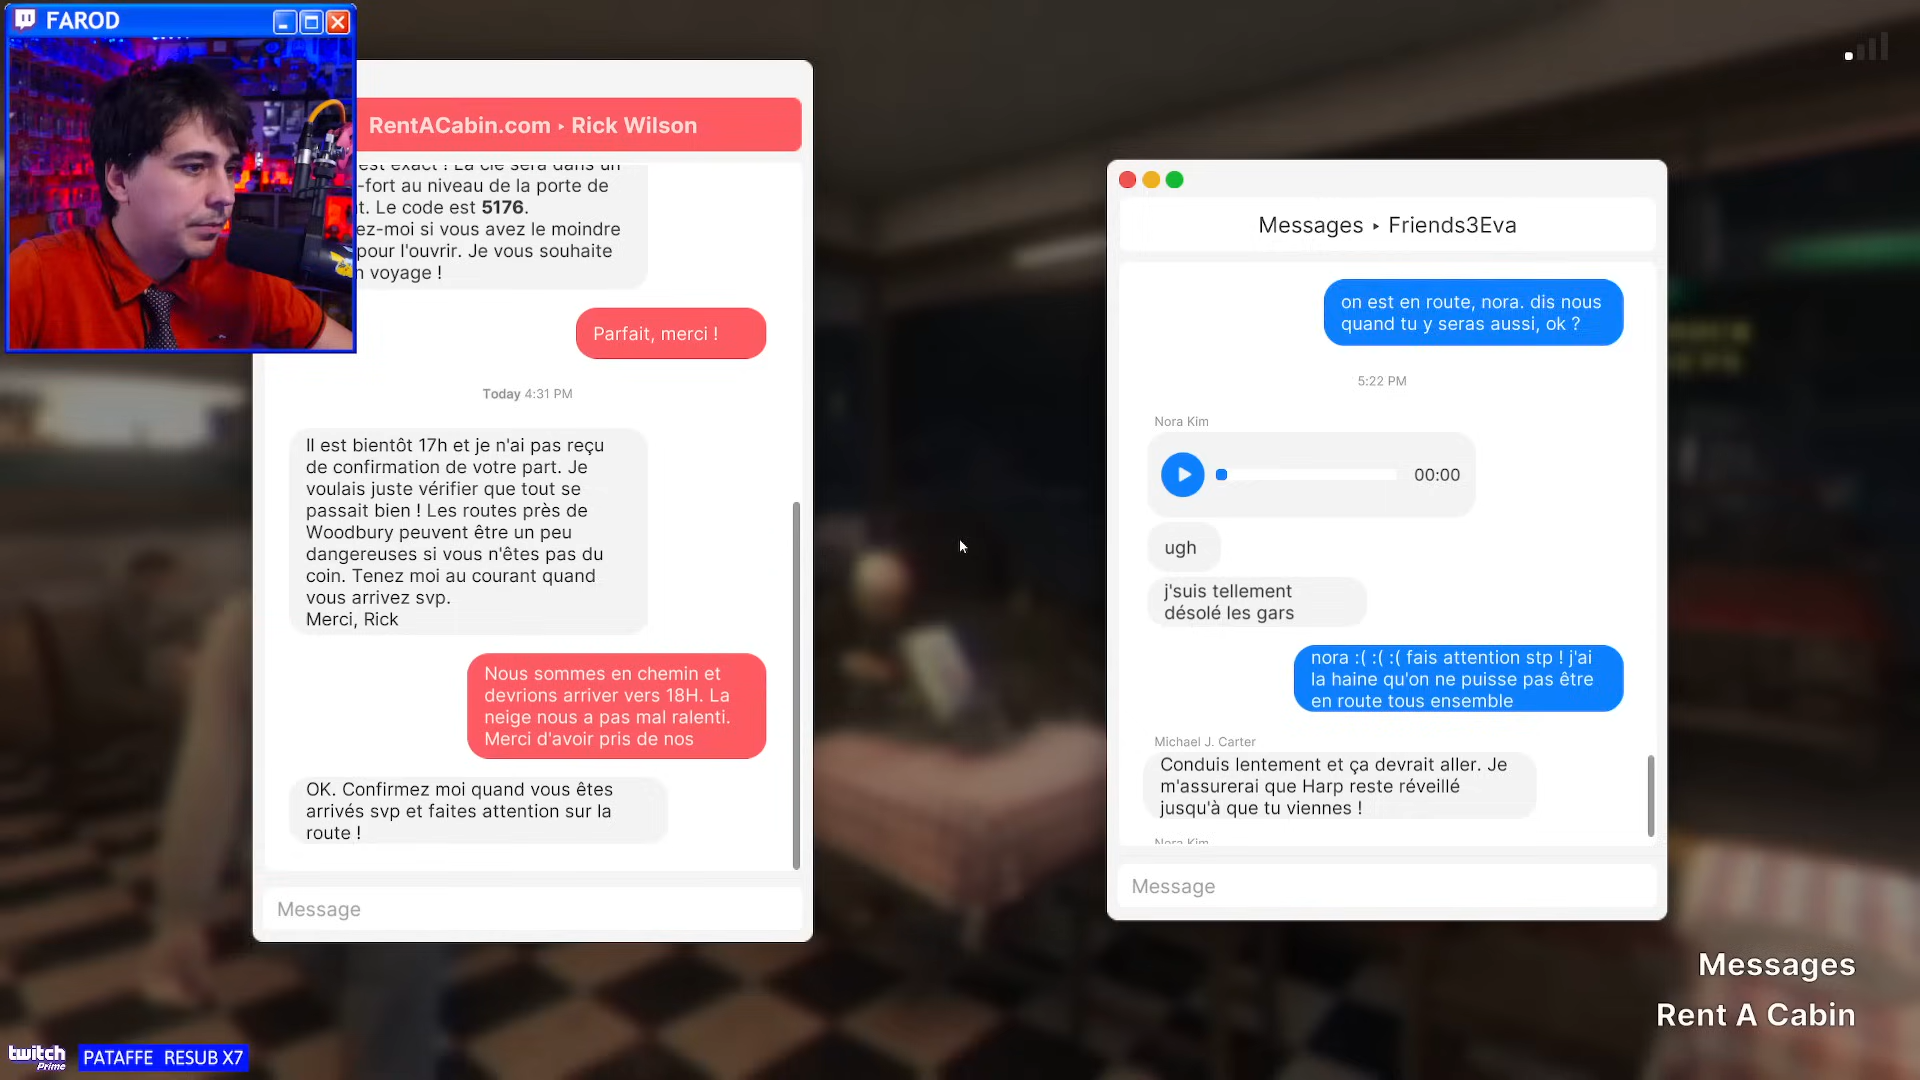 FAROD
RentACabin.com ▸ Rick Wilson
est exact ! La clé sera dans un
-fort au niveau de la porte de
t. Le code est 5176.
ez-moi si vous avez le moindre
pour l'ouvrir. Je vous souhaite
n voyage !
Parfait, merci !
Today 4:31 PM
Il est bientôt 17h et je n'ai pas reçu
de confirmation de votre part. Je
voulais juste vérifier que tout se
passait bien ! Les routes près de
Woodbury peuvent être un peu
dangereuses si vous n'êtes pas du
coin. Tenez moi au courant quand
vous arrivez svp.
Merci, Rick
Nous sommes en chemin et
devrions arriver vers 18H. La
neige nous a pas mal ralenti.
Merci d'avoir pris de nos
OK. Confirmez moi quand vous êtes
arrivés svp et faites attention sur la
route !
Message
Messages ▸ Friends3Eva
on est en route, nora. dis nous
quand tu y seras aussi, ok ?
5:22 PM
Nora Kim
00:00
ugh
j'suis tellement
désolé les gars
nora :( :( :( fais attention stp ! j'ai
la haine qu'on ne puisse pas être
en route tous ensemble
Michael J. Carter
Conduis lentement et ça devrait aller. Je
m'assurerai que Harp reste réveillé
jusqu'à que tu viennes !
Nora Kim
Message
Messages
Rent A Cabin
twitch
Prime
PATAFFE RESUB X7